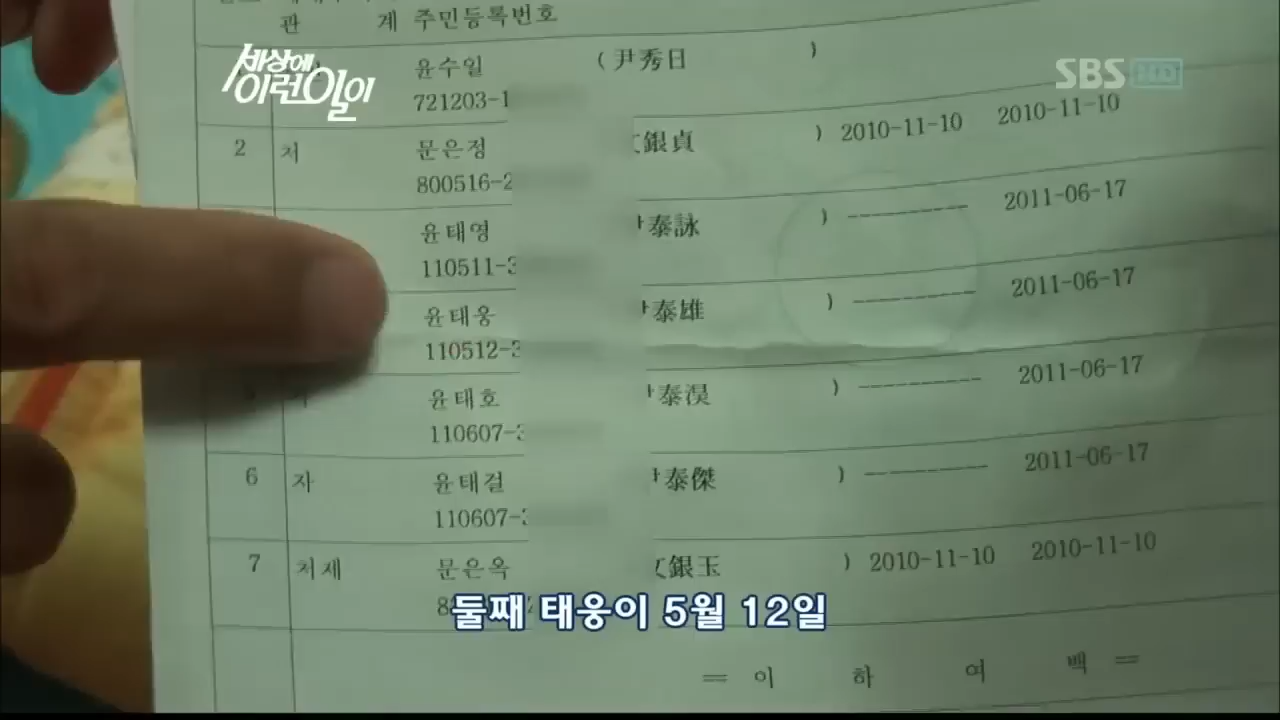 관 계 주민등록번호
세상에
이런일이
SBS HD
윤수일 ( 尹秀日 )
721203-1
2 처 문은정 銀貞 ) 2010-11-10 2010-11-10
800516-2
윤태영 泰詠 ) ---------- 2011-06-17
110511-3
윤태웅 泰雄 ) ---------- 2011-06-17
110512-3
윤태호 泰淏 ) ---------- 2011-06-17
110607-3
6 자 윤태걸 泰傑 ) ---------- 2011-06-17
110607-3
7 처제 문은옥 銀玉 ) 2010-11-10 2010-11-10
둘째 태웅이 5월 12일
== 이 하 여 백 ==